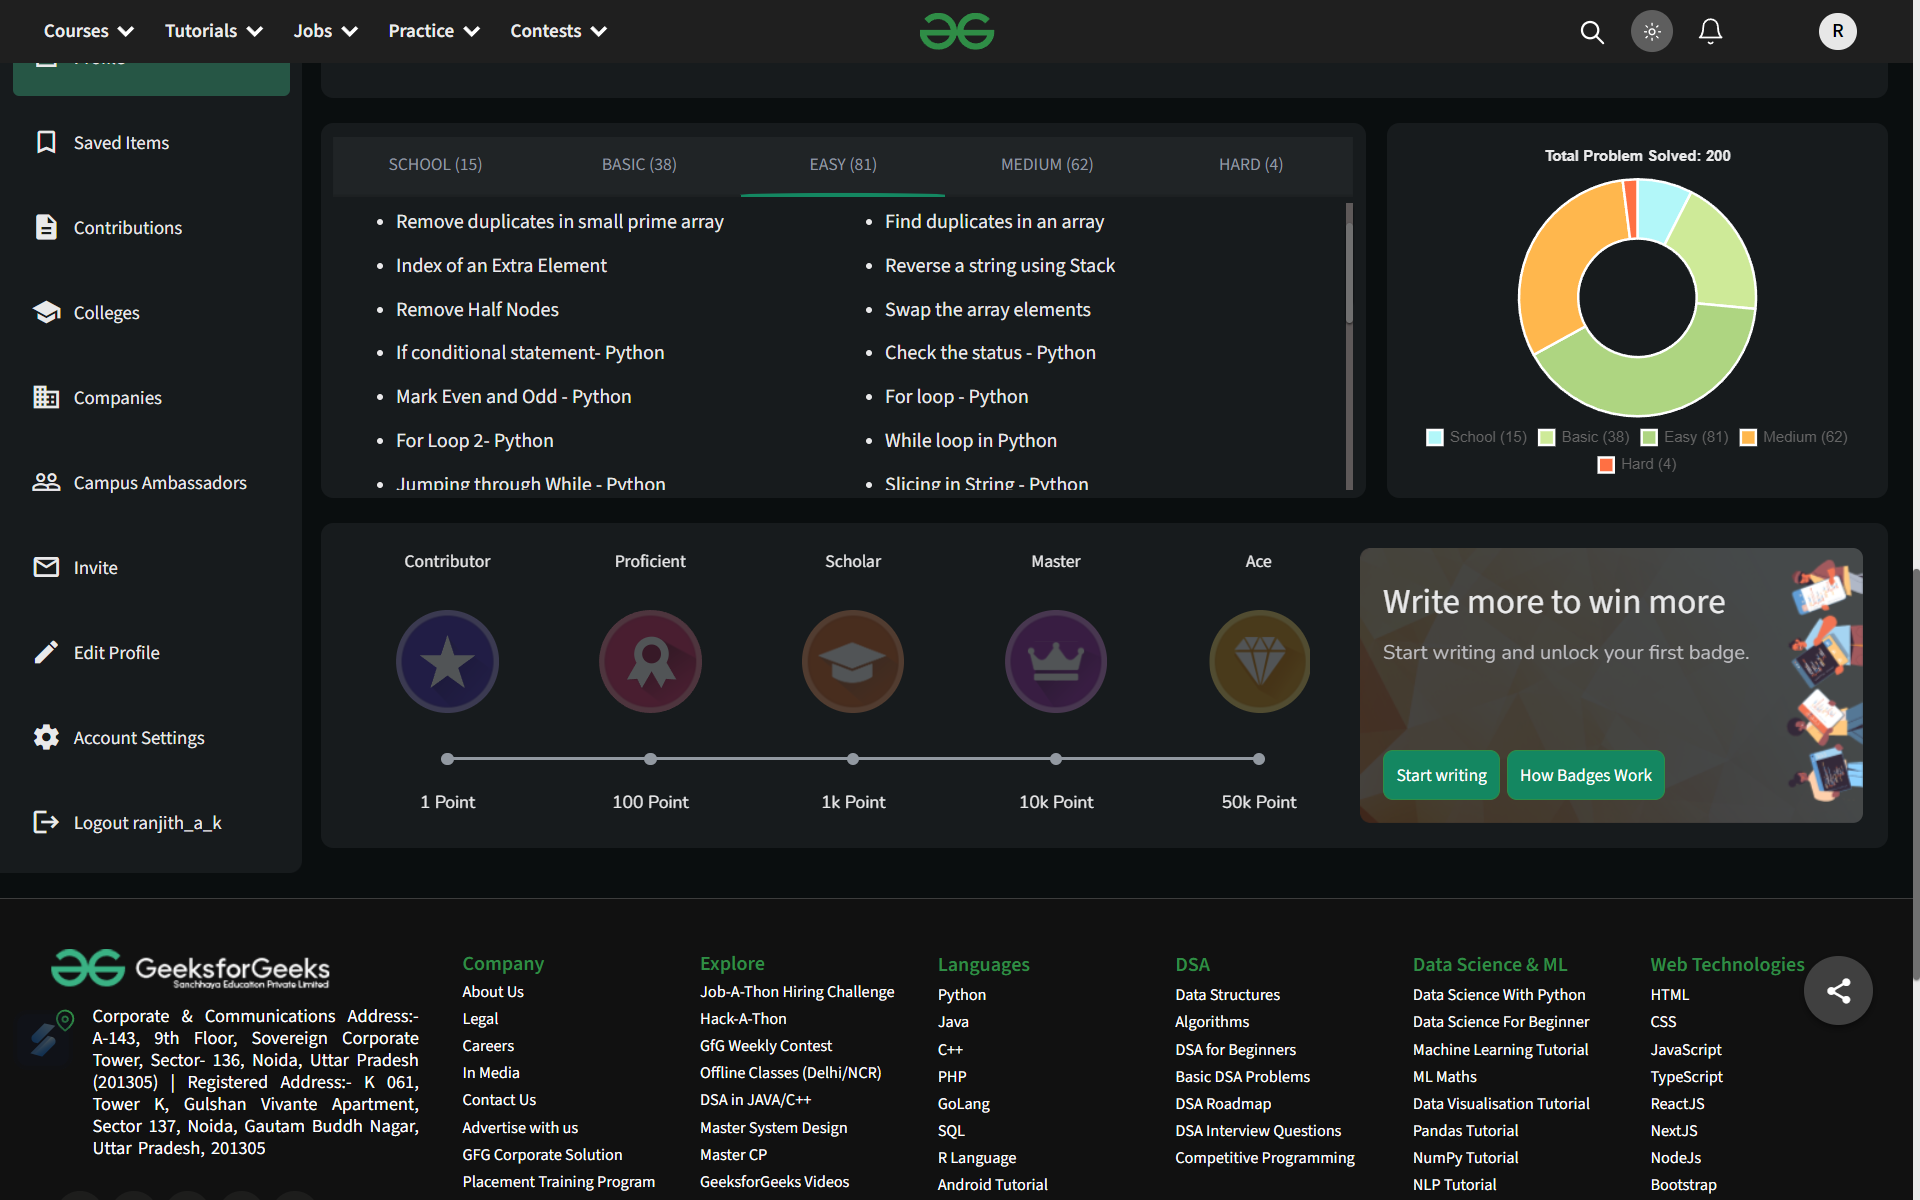 Courses
Tutorials
Jobs
Practice
Contests
R
Saved Items
Contributions
Colleges
Companies
Campus Ambassadors
Invite
Edit Profile
Account Settings
Logout ranjith_a_k
SCHOOL (15)
BASIC (38)
EASY (81)
MEDIUM (62)
HARD (4)
Remove duplicates in small prime array
Find duplicates in an array
Index of an Extra Element
Reverse a string using Stack
Remove Half Nodes
Swap the array elements
If conditional statement- Python
Check the status - Python
Mark Even and Odd - Python
For loop - Python
For Loop 2- Python
While loop in Python
Jumping through While - Python
Slicing in String - Python
Total Problem Solved: 200
School (15)
Basic (38)
Easy (81)
Medium (62)
Hard (4)
Contributor
Proficient
Scholar
Master
Ace
1 Point
100 Point
1k Point
10k Point
50k Point
Write more to win more
Start writing and unlock your first badge.
Start writing
How Badges Work
GeeksforGeeks
Sanchhaya Education Private Limited
Corporate & Communications Address:-
A-143, 9th Floor, Sovereign Corporate
Tower, Sector- 136, Noida, Uttar Pradesh
(201305) | Registered Address:- K 061,
Tower K, Gulshan Vivante Apartment,
Sector 137, Noida, Gautam Buddh Nagar,
Uttar Pradesh, 201305
Company
About Us
Legal
Careers
In Media
Contact Us
Advertise with us
GFG Corporate Solution
Placement Training Program
Explore
Job-A-Thon Hiring Challenge
Hack-A-Thon
GfG Weekly Contest
Offline Classes (Delhi/NCR)
DSA in JAVA/C++
Master System Design
Master CP
GeeksforGeeks Videos
Languages
Python
Java
C++
PHP
GoLang
SQL
R Language
Android Tutorial
DSA
Data Structures
Algorithms
DSA for Beginners
Basic DSA Problems
DSA Roadmap
DSA Interview Questions
Competitive Programming
Data Science & ML
Data Science With Python
Data Science For Beginner
Machine Learning Tutorial
ML Maths
Data Visualisation Tutorial
Pandas Tutorial
NumPy Tutorial
NLP Tutorial
Web Technologies
HTML
CSS
JavaScript
TypeScript
ReactJS
NextJS
NodeJs
Bootstrap